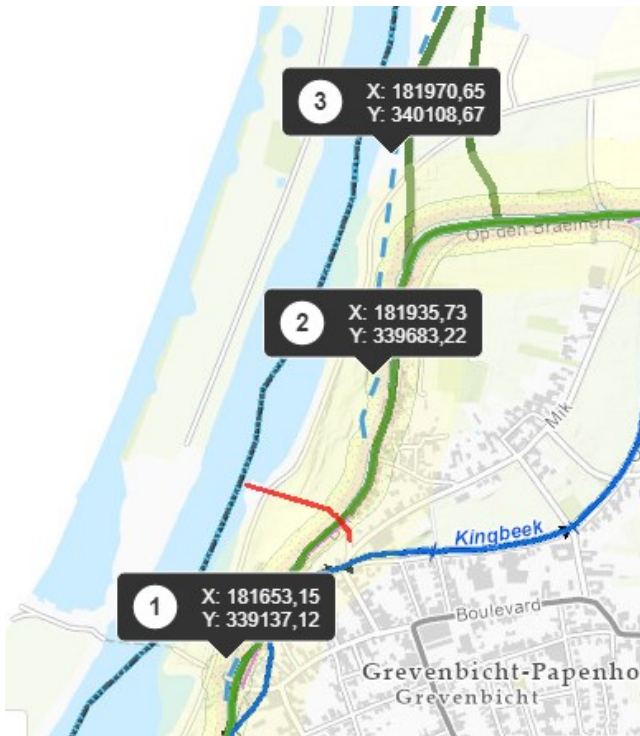 3
X: 181970,65
Y: 340108,67
Op den Braemert
2
X: 181935,73
Y: 339683,22
Mik
Kingbeek
1
X: 181653,15
Y: 339137,12
Boulevard
Grevenbicht-Papenho
Grevenbicht